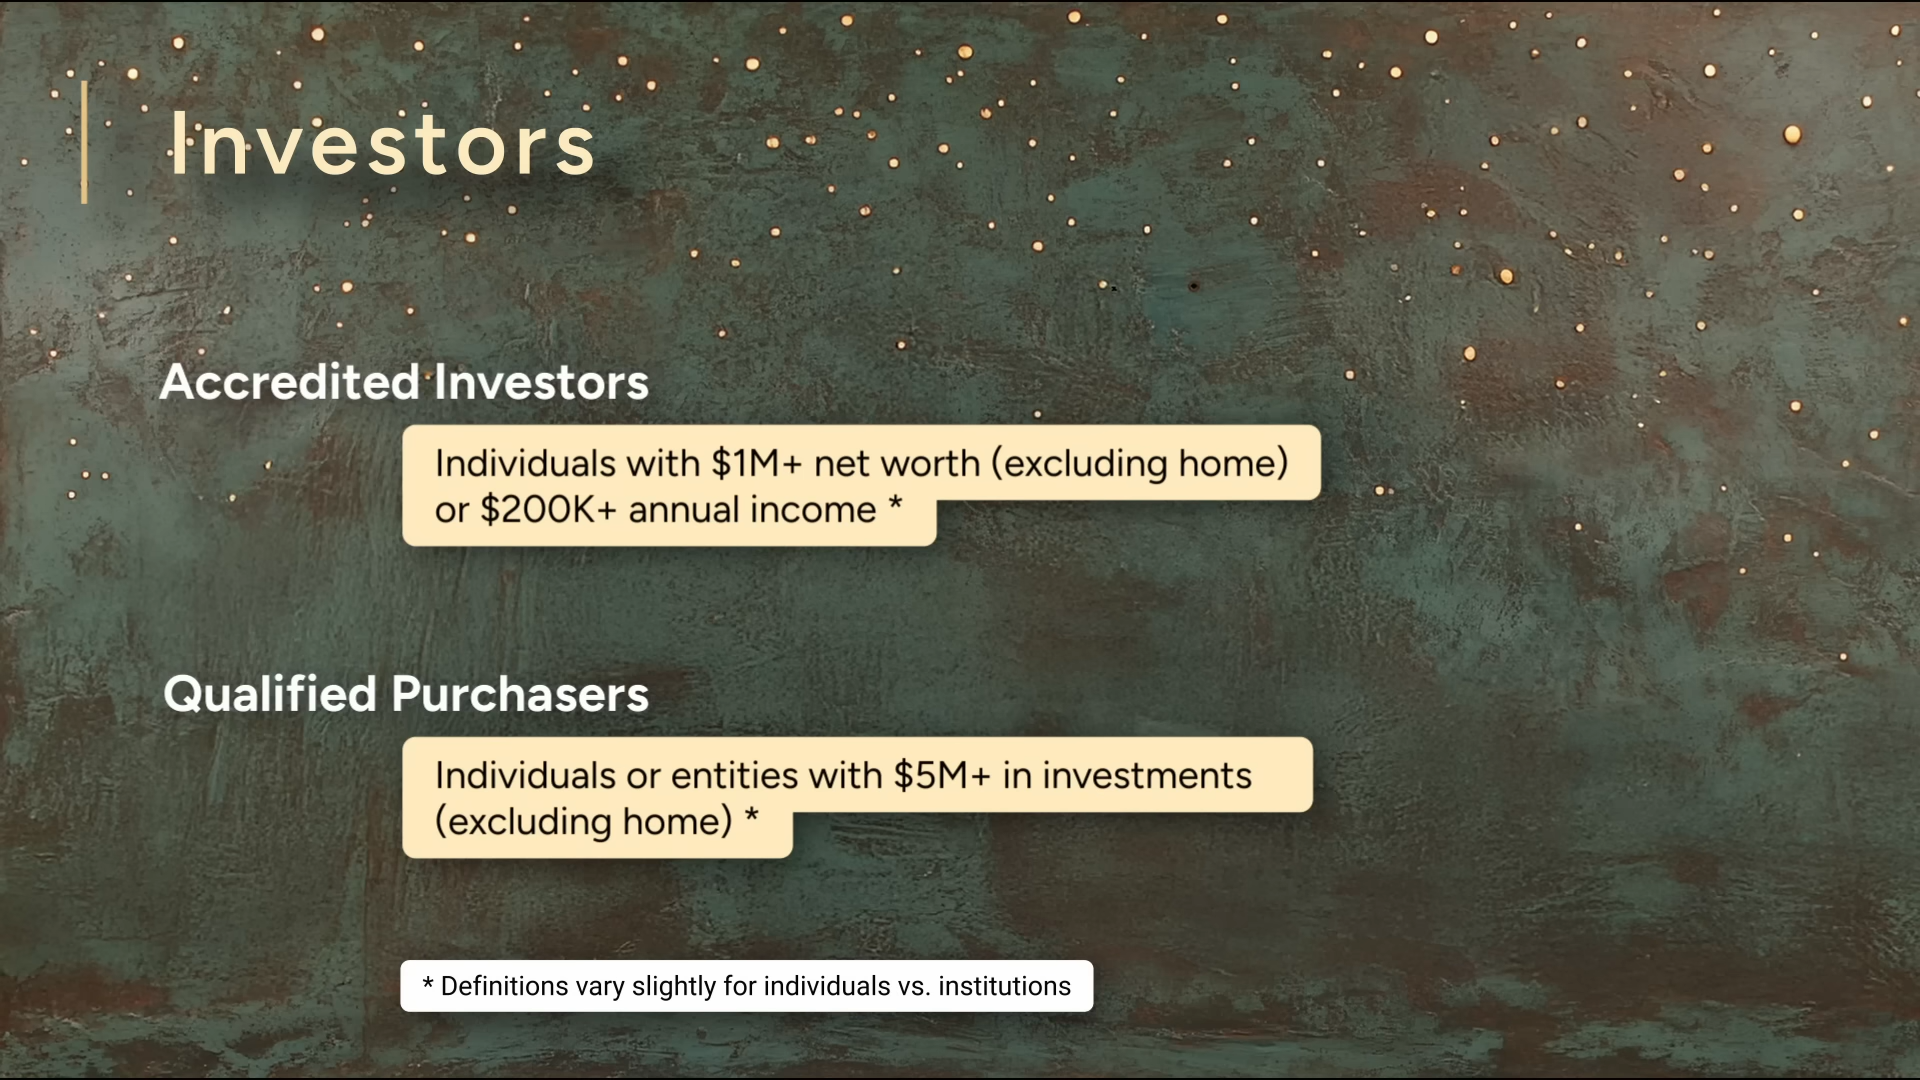 Investors
Accredited Investors
Individuals with $1M+ net worth (excluding home)
or $200K+ annual income *
Qualified Purchasers
Individuals or entities with $5M+ in investments
(excluding home) *
* Definitions vary slightly for individuals vs. institutions